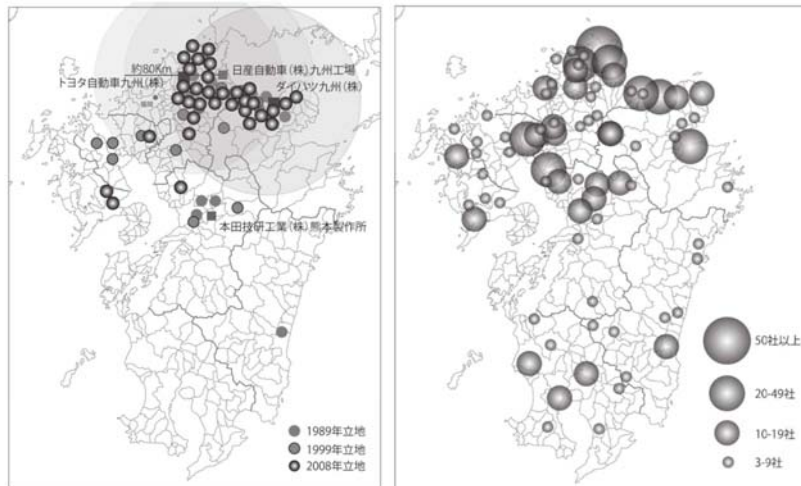 約80Km
日産自動車(株)九州工場
トヨタ自動車九州(株)
ダイハツ九州(株)
本田技研工業(株)熊本製作所
1989年立地
1999年立地
2008年立地
50社以上
20-49社
10-19社
3-9社